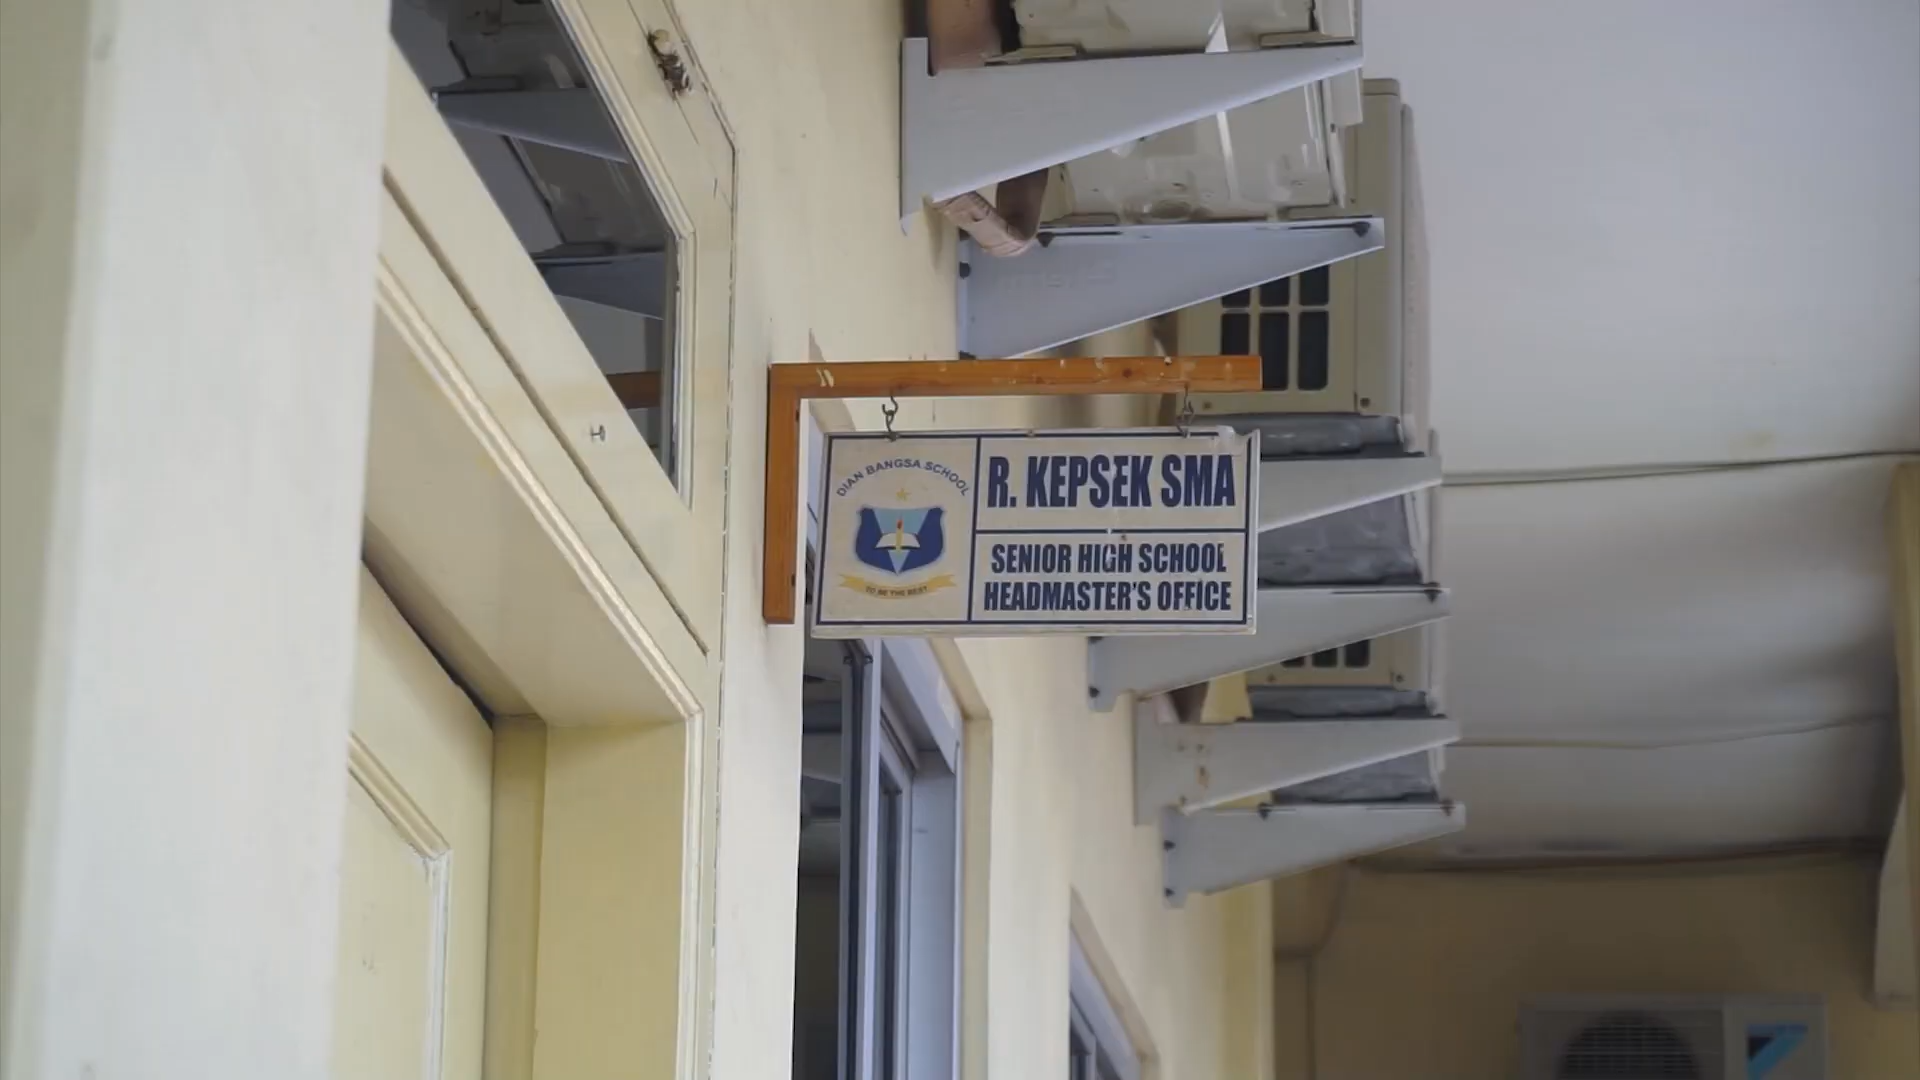 DIAN BANGSA SCHOOL
TO BE THE BEST
R. KEPSEK SMA
SENIOR HIGH SCHOOL
HEADMASTER'S OFFICE